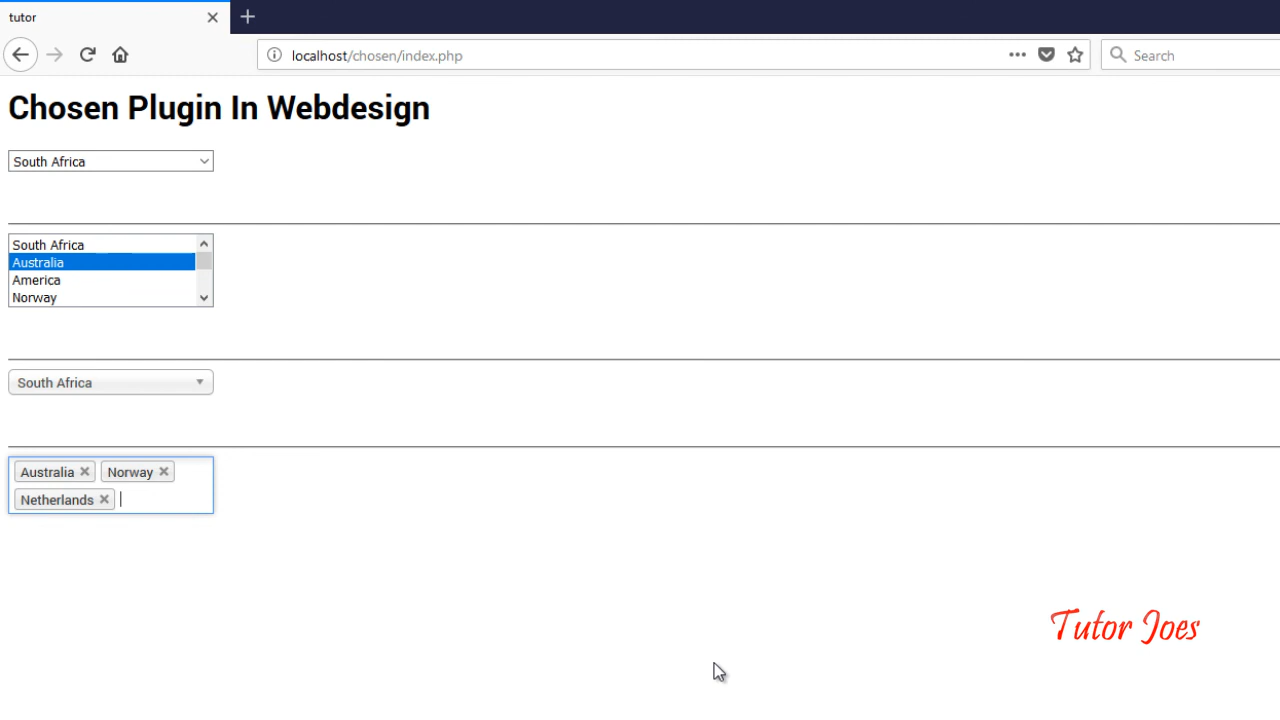 tutor
localhost/chosen/index.php
Search
Chosen Plugin In Webdesign
South Africa
South Africa
Australia
America
Norway
South Africa
Australia Norway
Netherlands
Tutor Joes